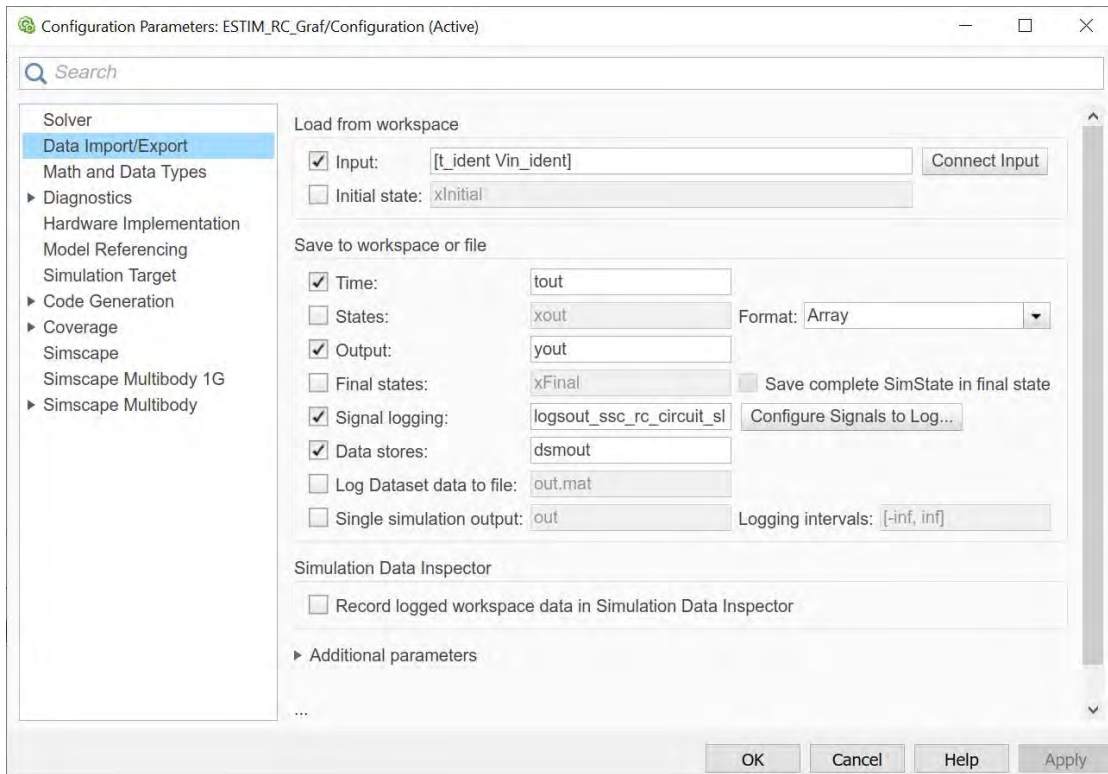 Configuration Parameters: ESTIM_RC_Graf/Configuration (Active)
Search
Solver
Data Import/Export
Math and Data Types
Diagnostics
Hardware Implementation
Model Referencing
Simulation Target
Code Generation
Coverage
Simscape
Simscape Multibody 1G
Simscape Multibody
Load from workspace
Input: [t_ident Vin_ident] Connect Input
Initial state: xInitial
Save to workspace or file
Time: tout
States: xout Format: Array
Output: yout
Final states: xFinal Save complete SimState in final state
Signal logging: logsout_ssc_rc_circuit_sl Configure Signals to Log...
Data stores: dsmout
Log Dataset data to file: out.mat
Single simulation output: out Logging intervals: [-inf, inf]
Simulation Data Inspector
Record logged workspace data in Simulation Data Inspector
Additional parameters
...
OK Cancel Help Apply